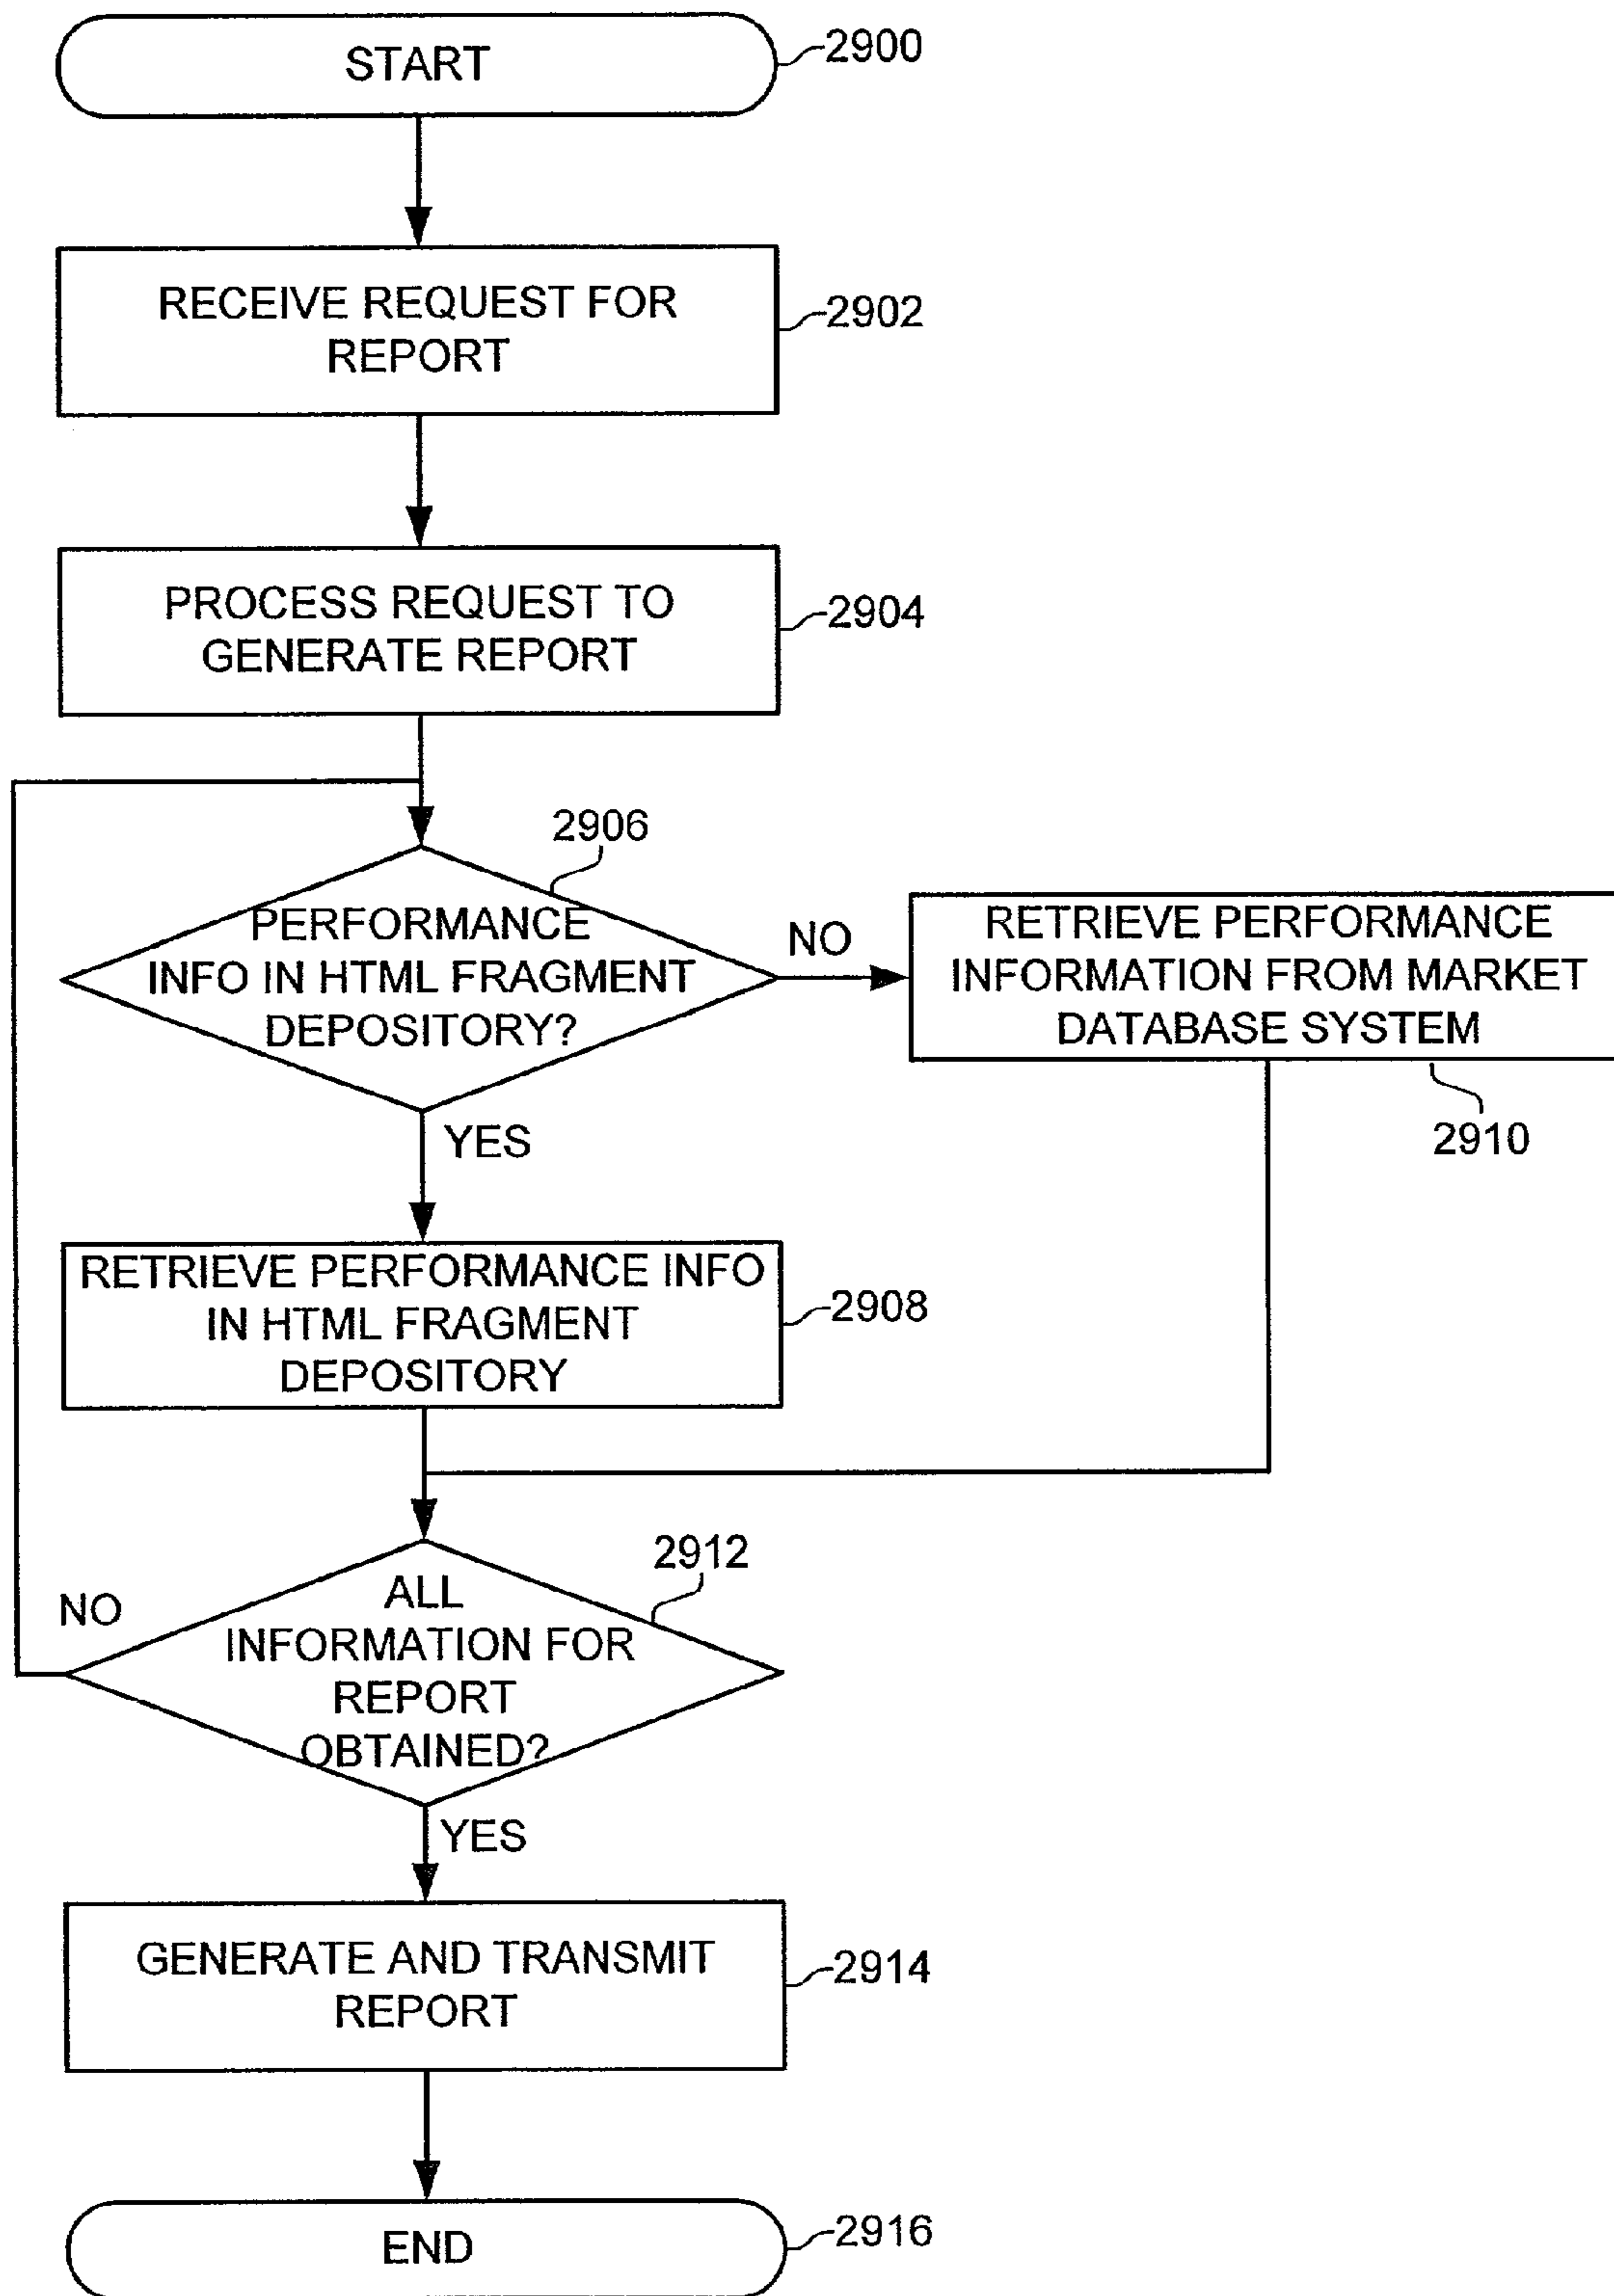 START
2900
RECEIVE REQUEST FOR
REPORT
2902
PROCESS REQUEST TO
GENERATE REPORT
2904
2906
PERFORMANCE
INFO IN HTML FRAGMENT
DEPOSITORY?
NO
RETRIEVE PERFORMANCE
INFORMATION FROM MARKET
DATABASE SYSTEM
2910
YES
RETRIEVE PERFORMANCE INFO
IN HTML FRAGMENT
DEPOSITORY
2908
2912
NO
ALL
INFORMATION FOR
REPORT
OBTAINED?
YES
GENERATE AND TRANSMIT
REPORT
2914
END
2916